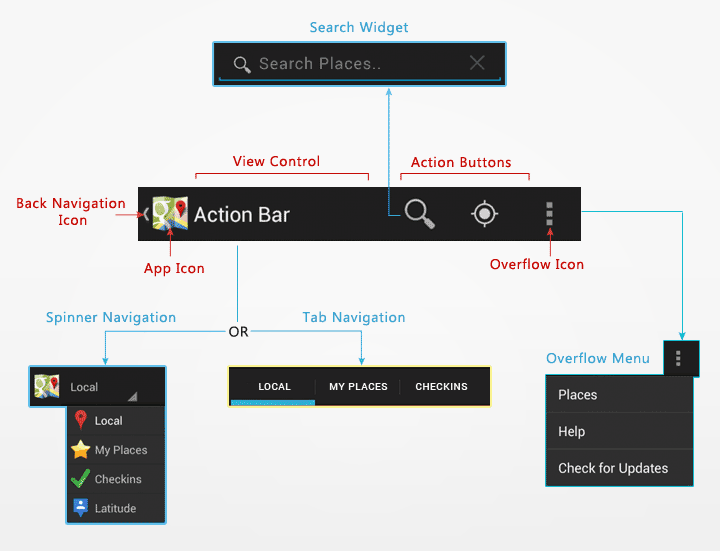 Search Widget
Search Places..
View Control
Action Buttons
Back Navigation
Icon
Action Bar
App Icon
Overflow Icon
Spinner Navigation
OR
Tab Navigation
Overflow Menu
Local
LOCAL
MY PLACES
CHECKINS
Places
Help
Check for Updates
Local
My Places
Checkins
Latitude